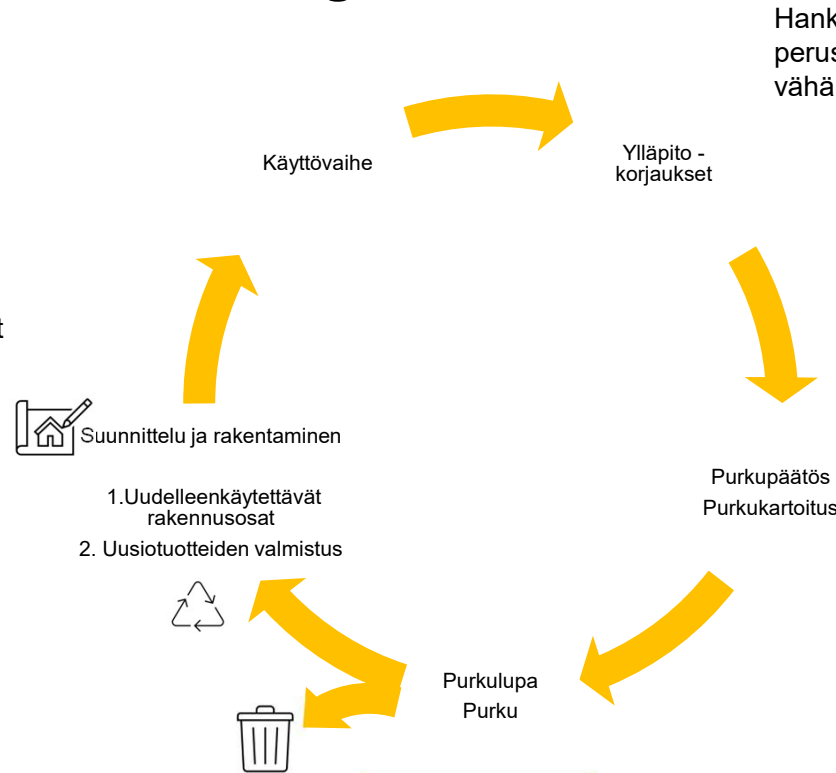 Käyttövaihe
Ylläpito -
korjaukset
Suunnittelu ja rakentaminen
1.Uudelleenkäytettävät
rakennusosat
2. Uusiotuotteiden valmistus
Purkupäätös
Purkukartoitus
Purkulupa
Purku